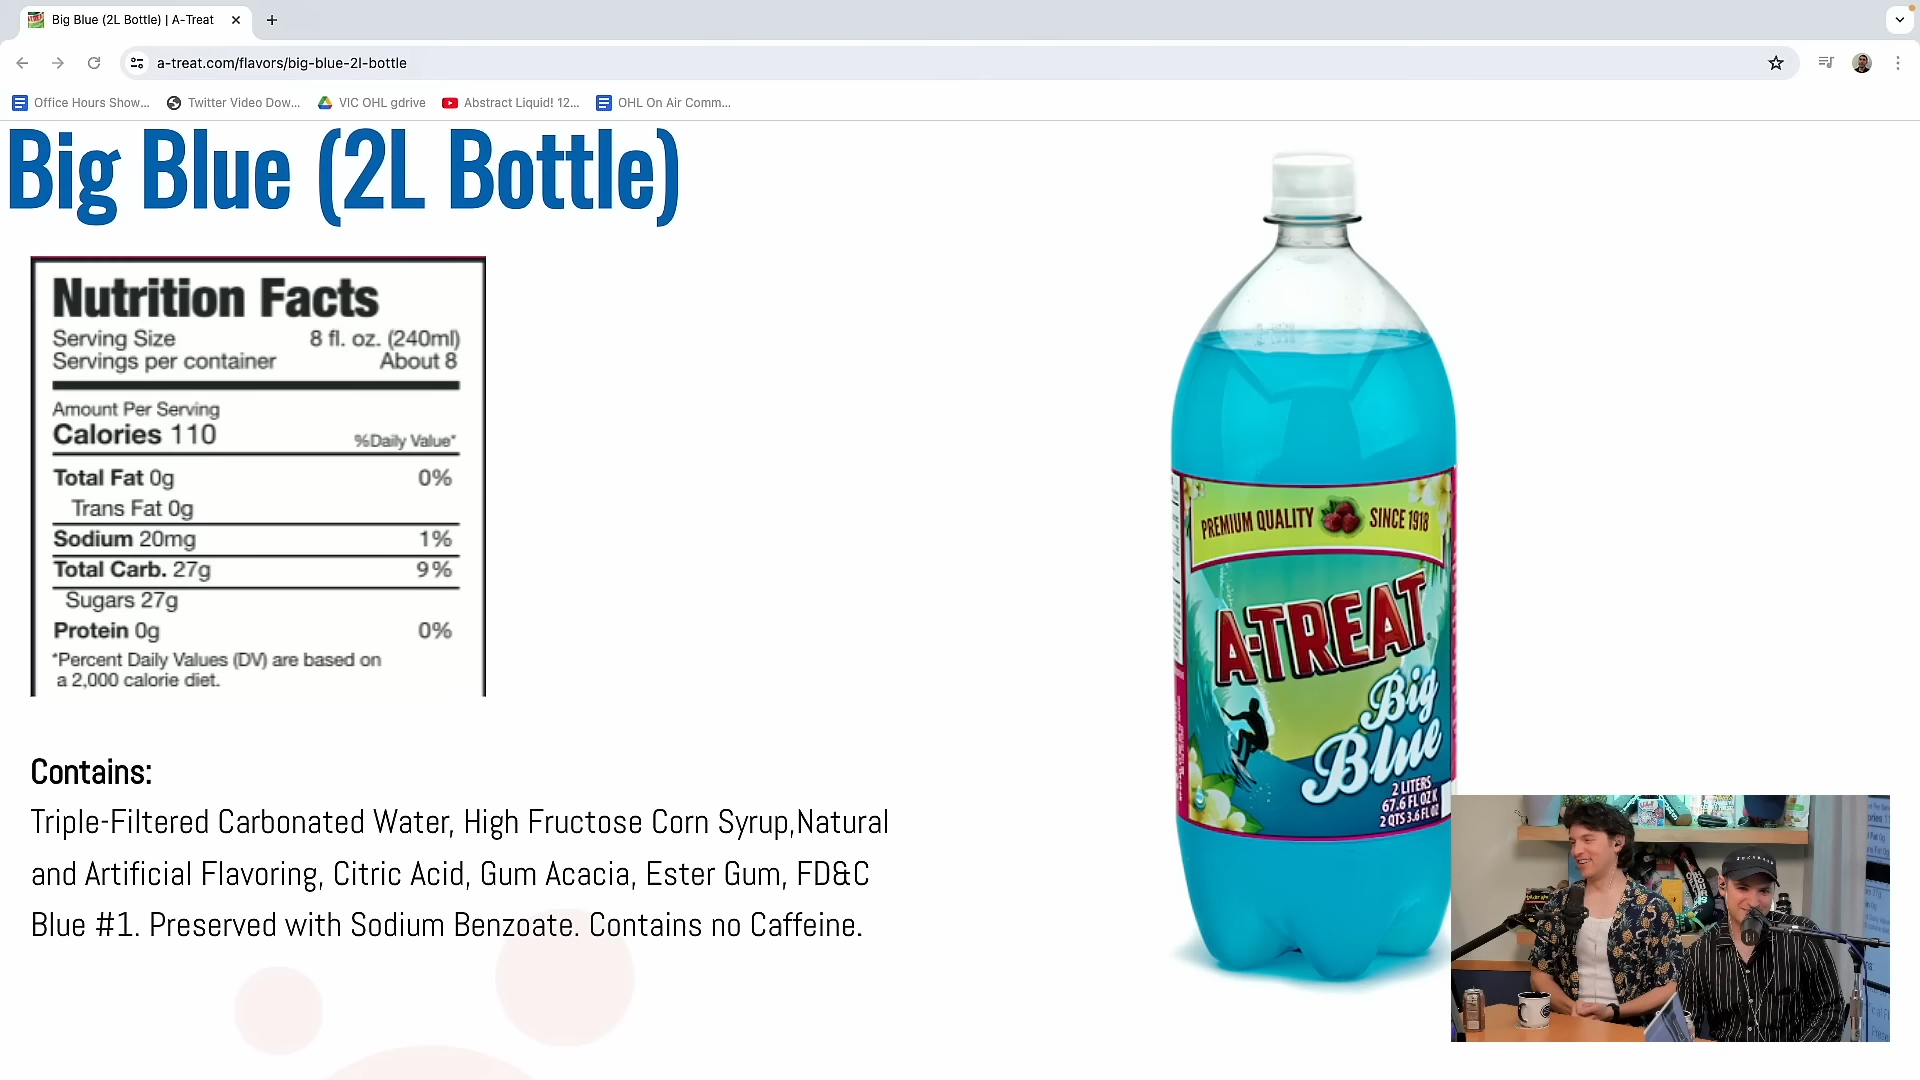 Big Blue (2L Bottle) | A-Treat
a-treat.com/flavors/big-blue-2l-bottle
Office Hours Show...
Twitter Video Dow...
VIC OHL gdrive
Abstract Liquid! 12...
OHL On Air Comm...
Big Blue (2L Bottle)
Nutrition Facts
Serving Size 8 fl. oz. (240ml)
Servings per container About 8
Amount Per Serving
Calories 110
%Daily Value*
Total Fat 0g 0%
Trans Fat 0g
Sodium 20mg 1%
Total Carb. 27g 9%
Sugars 27g
Protein 0g 0%
*Percent Daily Values (DV) are based on
a 2,000 calorie diet.
Contains:
Triple-Filtered Carbonated Water, High Fructose Corn Syrup,Natural
and Artificial Flavoring, Citric Acid, Gum Acacia, Ester Gum, FD&C
Blue #1. Preserved with Sodium Benzoate. Contains no Caffeine.
PREMIUM QUALITY SINCE 1918
A-TREAT
Big
Blue
2 LITERS
67.6 FL OZ
2 QTS 3.6 FL OZ